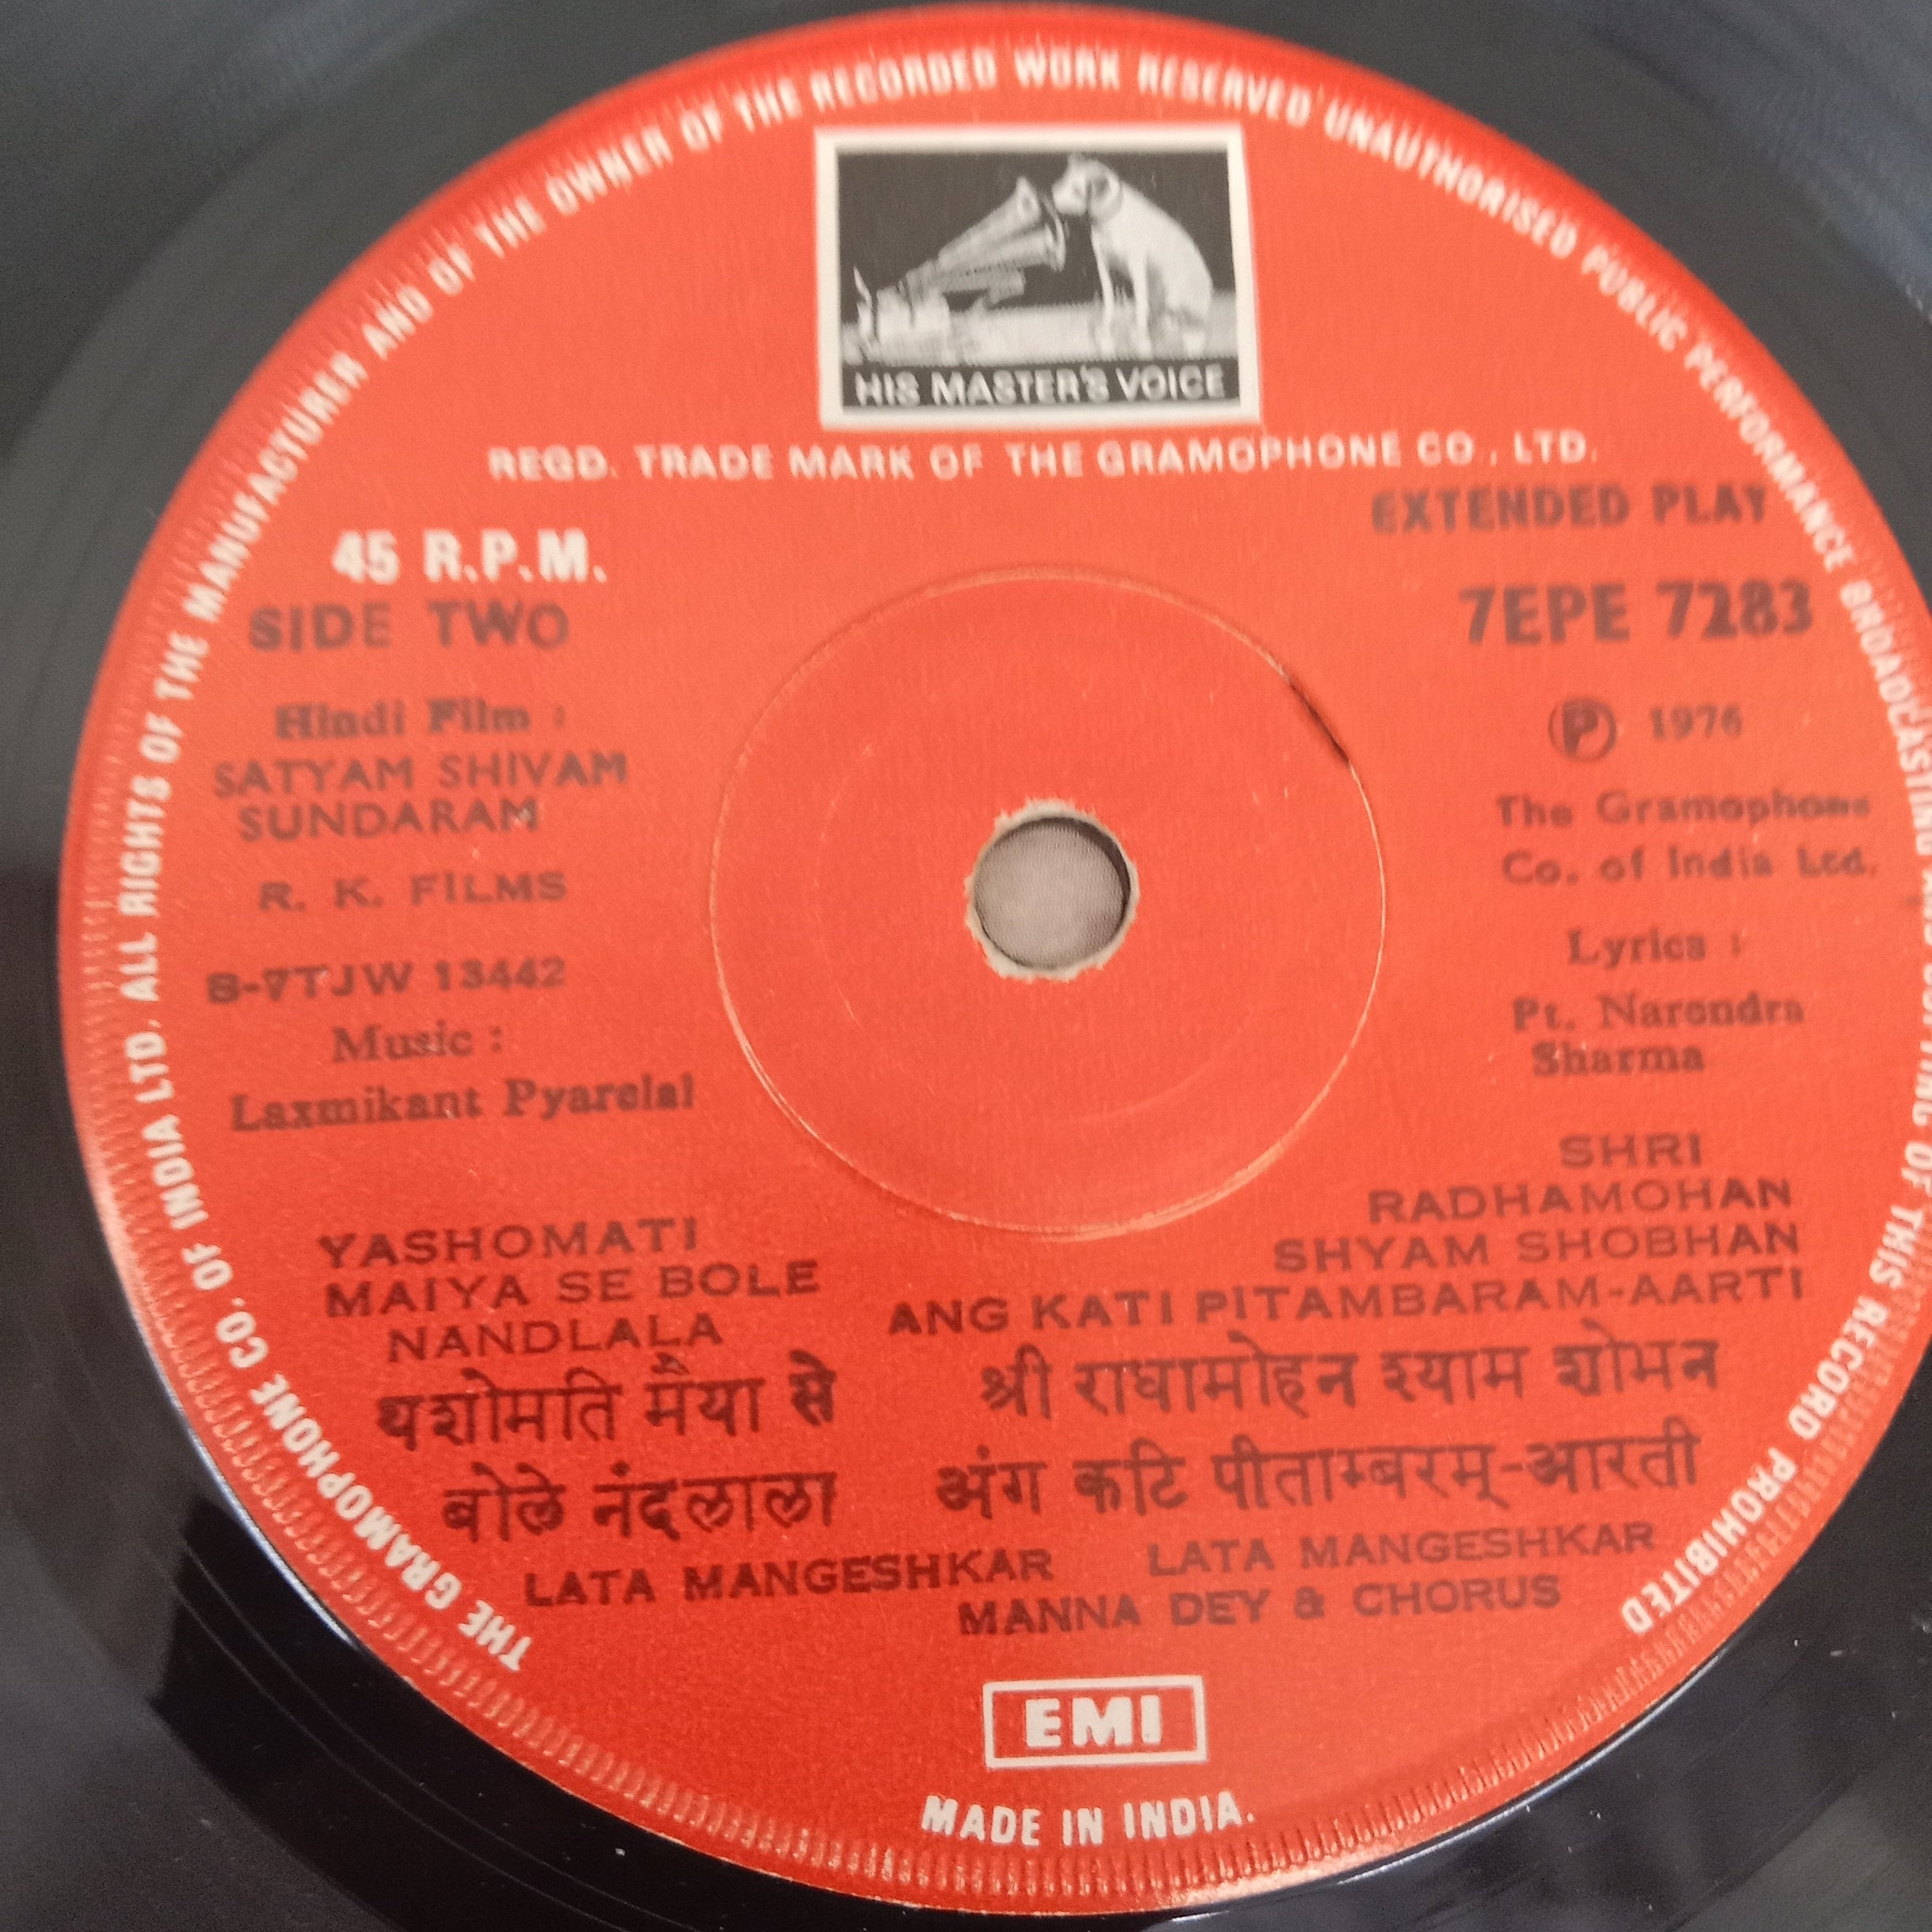 THE GRAMOPHONE CO. OF INDIA LTD. ALL RIGHTS OF THE MANUFACTURER AND OF THE OWNER OF THE RECORDED WORK RESERVED UNAUTHORISED PUBLIC PERFORMANCE BROADCASTING OF THIS RECORD PROHIBITED
HIS MASTER'S VOICE
REGD. TRADE MARK OF THE GRAMOPHONE CO., LTD.
45 R.P.M.
SIDE TWO
Hindi Film :
SATYAM SHIVAM
SUNDARAM
R. K. FILMS
B-7TJW 13442
Music :
Laxmikant Pyarelal
EXTENDED PLAY
7EPE 7283
Ⓟ 1976
The Gramophone
Co. of India Ltd.
Lyrics :
Pt. Narendra
Sharma
YASHOMATI
MAIYA SE BOLE
NANDLALA
यशोमति मैया से
बोले नंदलाला
LATA MANGESHKAR
SHRI
RADHAMOHAN
SHYAM SHOBHAN
ANG KATI PITAMBARAM-AARTI
श्री राधामोहन श्याम शोभन
अंग कटि पीताम्बरम्-आरती
LATA MANGESHKAR
MANNA DEY & CHORUS
EMI
MADE IN INDIA.